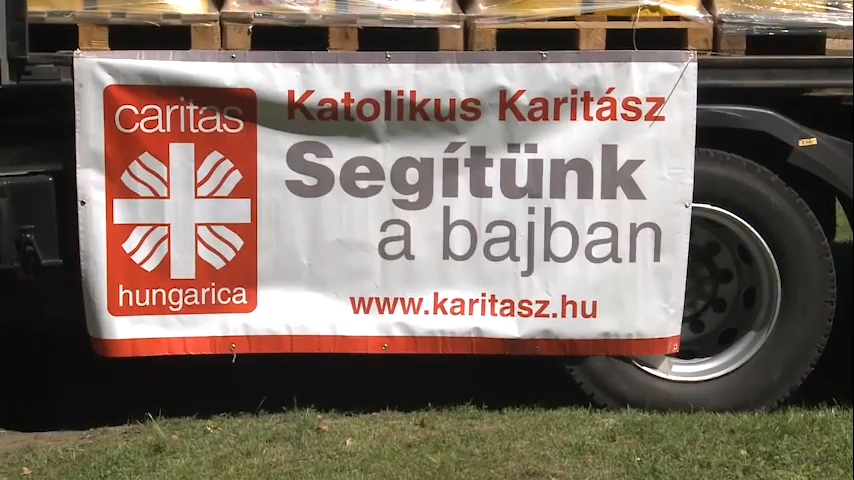 caritas
hungarica
Katolikus Karitász
Segítünk
a bajban
www.karitasz.hu